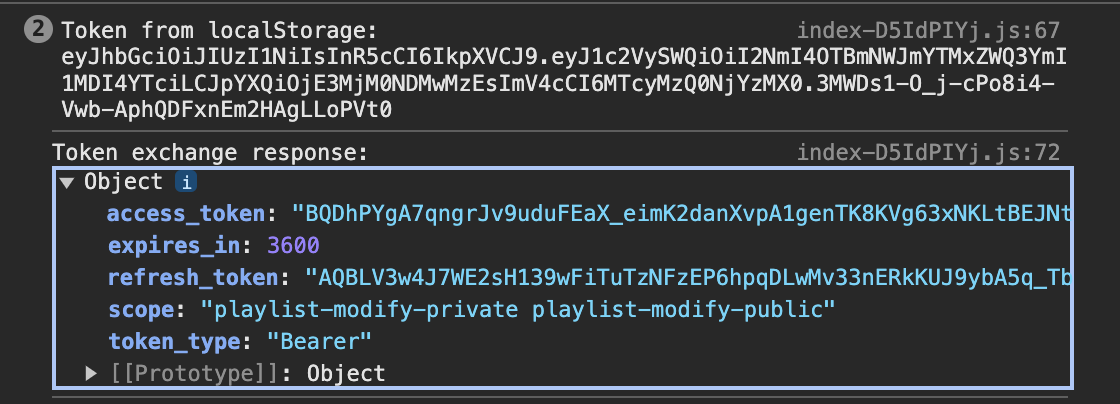 2 Token from localStorage: index-D5IdPIYj.js:67
eyJhbGciOiJIUzI1NiIsInR5cCI6IkpXVCJ9.eyJ1c2VySWQiOiI2NmI4OTBmNWJmYTMxZWQ3YmI
1MDI4YTciLCJpYXQiOjE3MjM0NDMwMzEsImV4cCI6MTcyMzQ0NjYzMX0.3MWDs1-O_j-cPo8i4-
Vwb-AphQDFxnEm2HAgLLoPVt0
Token exchange response: index-D5IdPIYj.js:72
▼ Object i
access_token: "BQDhPYgA7qngrJv9uduFEaX_eimK2danXvpA1genTK8KVg63xNKLtBEJNt
expires_in: 3600
refresh_token: "AQBLV3w4J7WE2sH139wFiTuTzNFzEP6hpqDLwMv33nERkKUJ9ybA5q_Tb
scope: "playlist-modify-private playlist-modify-public"
token_type: "Bearer"
▶ [[Prototype]]: Object